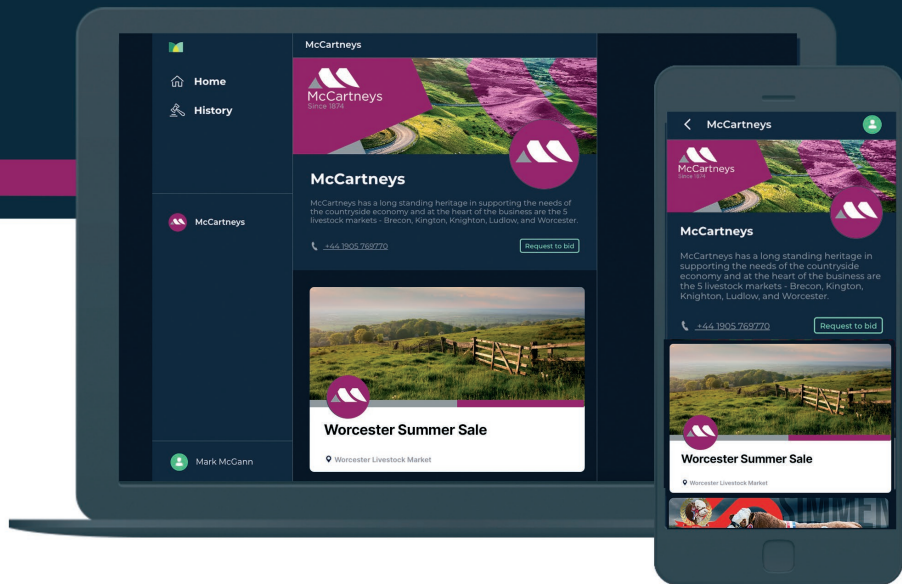 McCartneys
Home
History
McCartneys
Since 1874
McCartneys
McCartneys has a long standing heritage in supporting the needs of
the countryside economy and at the heart of the business are the 5
livestock markets - Brecon, Kington, Knighton, Ludlow, and Worcester.
+44 1905 769770
Request to bid
McCartneys
Worcester Summer Sale
Worcester Livestock Market
Mark McGann
McCartneys
McCartneys
Since 1874
McCartneys
McCartneys has a long standing heritage in
supporting the needs of the countryside
economy and at the heart of the business are
the 5 livestock markets - Brecon, Kington,
Knighton, Ludlow, and Worcester.
+44 1905 769770
Request to bid
Worcester Summer Sale
Worcester Livestock Market
SIMMEN